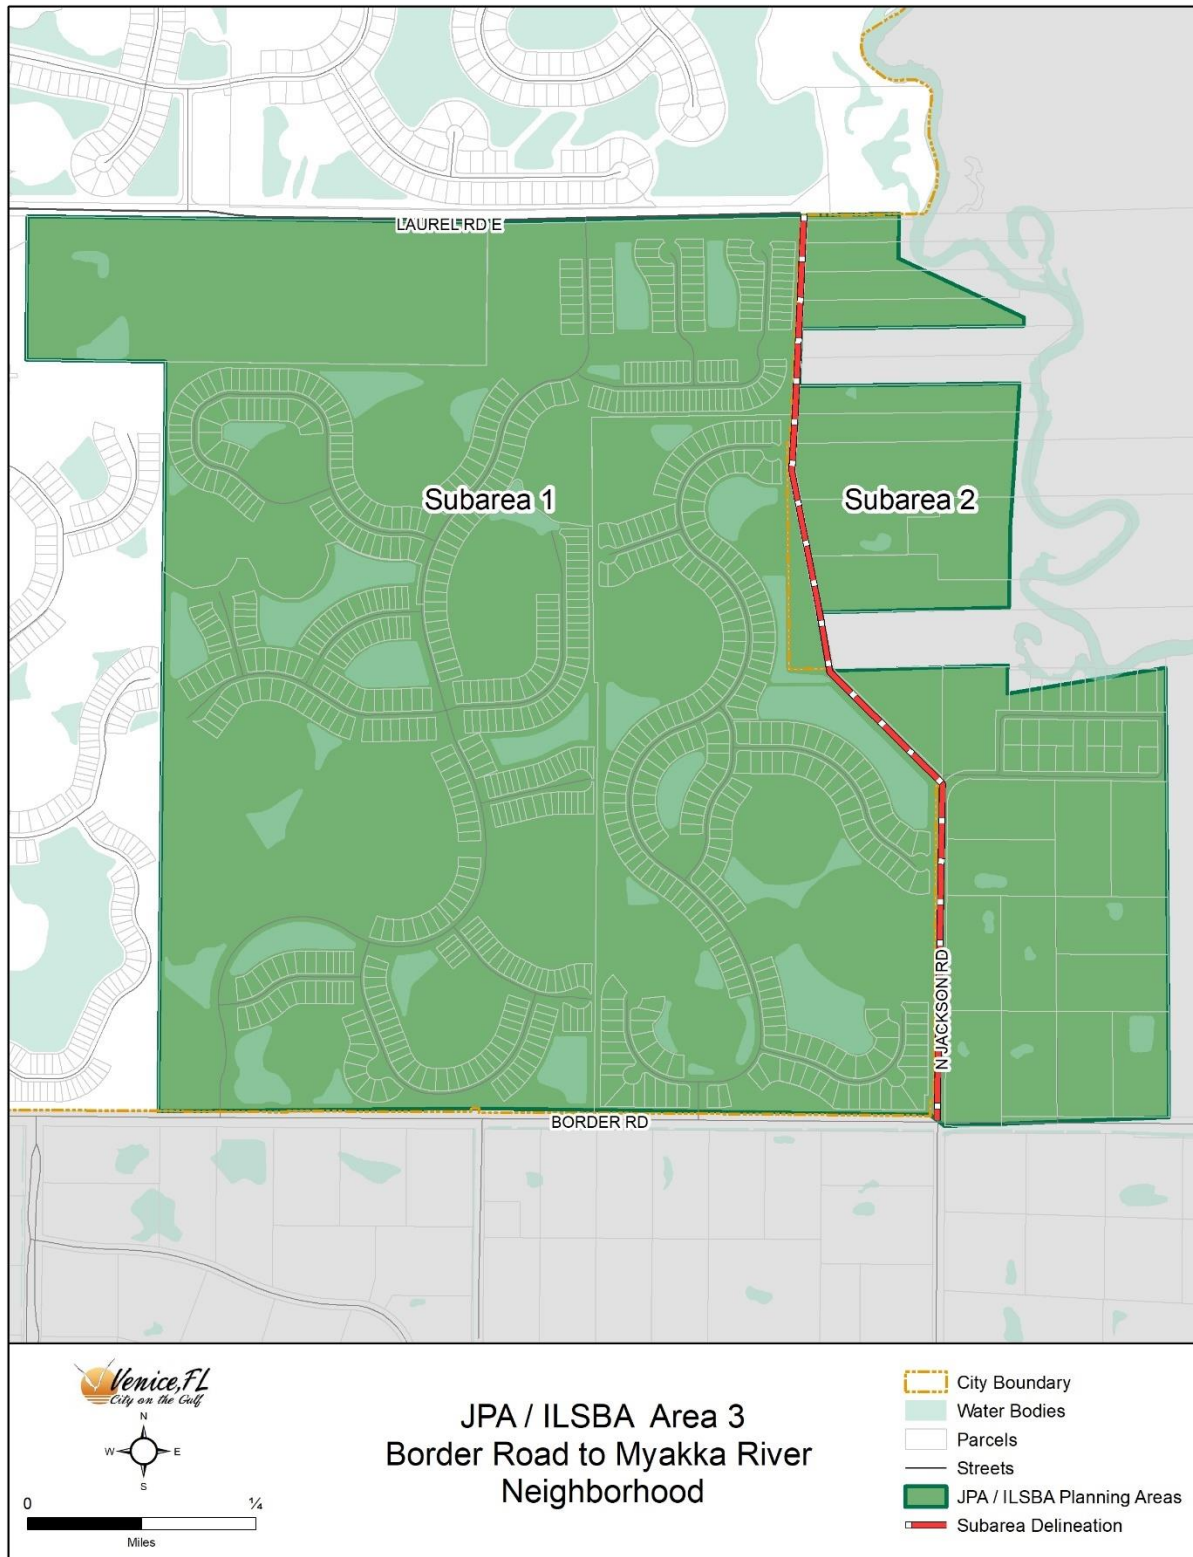 LAUREL RD E
Subarea 1
Subarea 2
N JACKSON RD
BORDER RD
Venice, FL
City on the Gulf
N
W E
S
0 ¼
Miles
JPA / ILSBA Area 3
Border Road to Myakka River
Neighborhood
City Boundary
Water Bodies
Parcels
Streets
JPA / ILSBA Planning Areas
Subarea Delineation